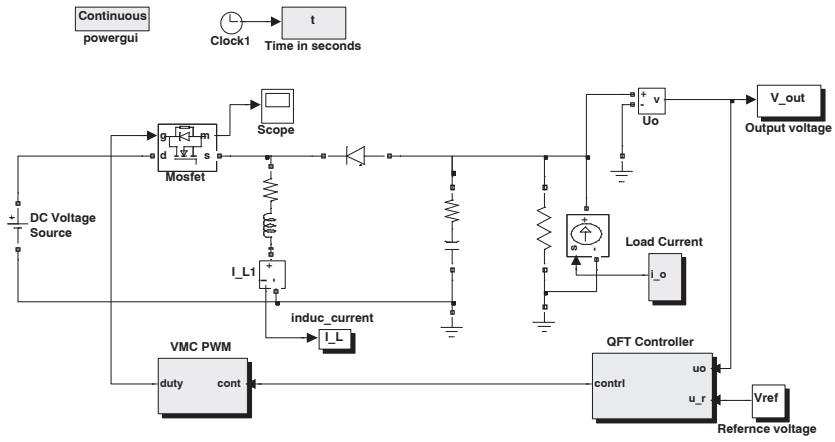 Continuous
powergui
Clock1
t
Time in seconds
Scope
g
m
d
s
Mosfet
+
-
v
Uo
V_out
Output voltage
+
DC Voltage
Source
I_L1
+
-
i
+
-
s
Load Current
i_o
induc_current
I_L
VMC PWM
duty
cont
QFT Controller
contrl
uo
u_r
Vref
Refernce voltage